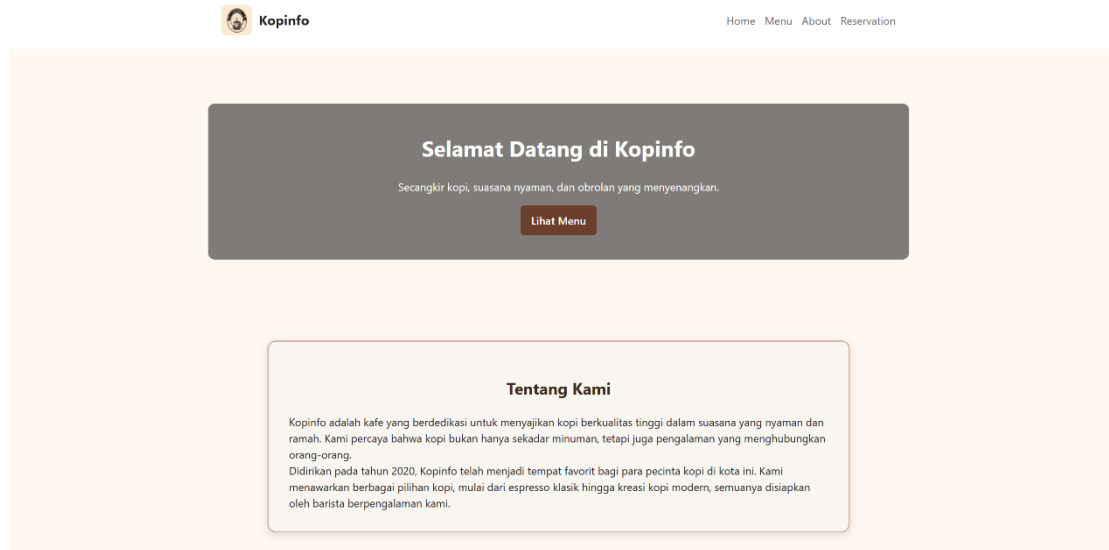 Kopinfo
Home Menu About Reservation
Selamat Datang di Kopinfo
Secangkir kopi, suasana nyaman, dan obrolan yang menyenangkan.
Lihat Menu
Tentang Kami
Kopinfo adalah kafe yang berdedikasi untuk menyajikan kopi berkualitas tinggi dalam suasana yang nyaman dan
ramah. Kami percaya bahwa kopi bukan hanya sekadar minuman, tetapi juga pengalaman yang menghubungkan
orang-orang.
Didirikan pada tahun 2020, Kopinfo telah menjadi tempat favorit bagi para pecinta kopi di kota ini. Kami
menawarkan berbagai pilihan kopi, mulai dari espresso klasik hingga kreasi kopi modern, semuanya disiapkan
oleh barista berpengalaman kami.